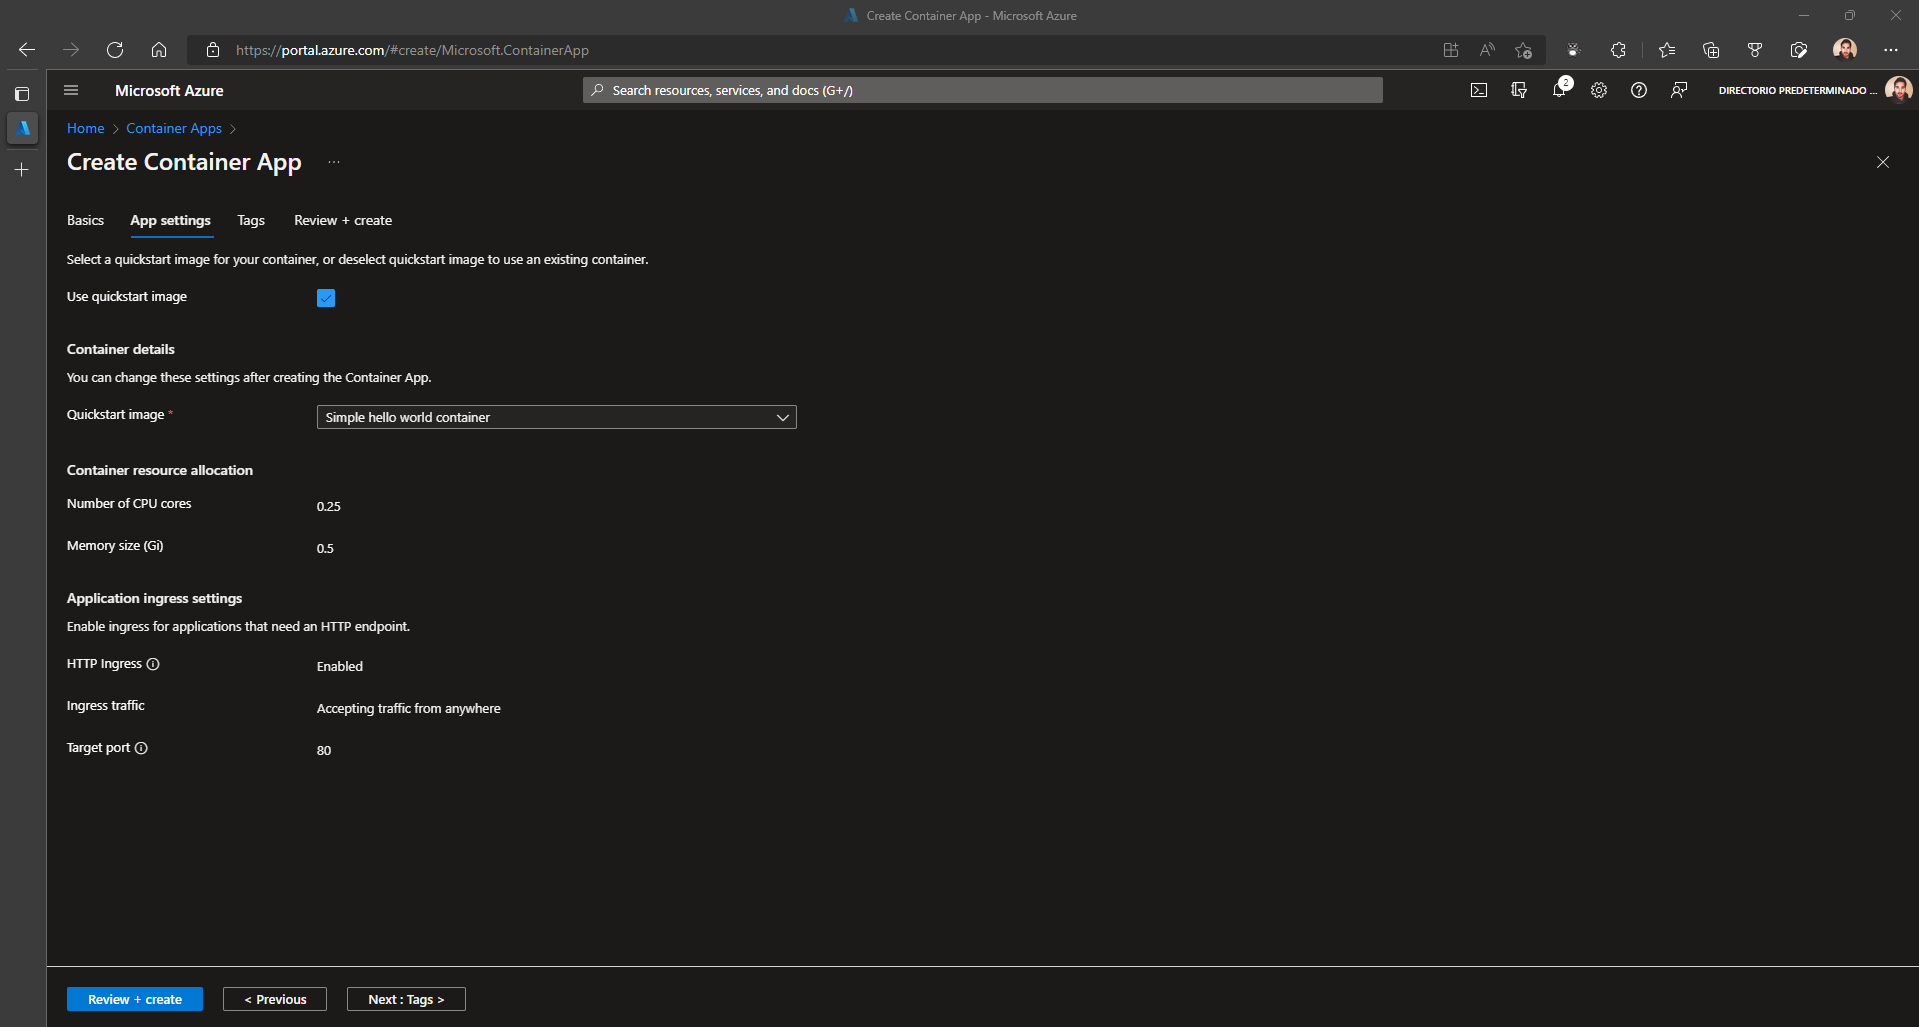 Create Container App - Microsoft Azure
https://portal.azure.com/#create/Microsoft.ContainerApp
Microsoft Azure
Search resources, services, and docs (G+/)
2
DIRECTORIO PREDETERMINADO ...
Home > Container Apps >
Create Container App ...
Basics App settings Tags Review + create
Select a quickstart image for your container, or deselect quickstart image to use an existing container.
Use quickstart image
Container details
You can change these settings after creating the Container App.
Quickstart image * Simple hello world container
Container resource allocation
Number of CPU cores 0.25
Memory size (Gi) 0.5
Application ingress settings
Enable ingress for applications that need an HTTP endpoint.
HTTP Ingress Enabled
Ingress traffic Accepting traffic from anywhere
Target port 80
Review + create < Previous Next : Tags >